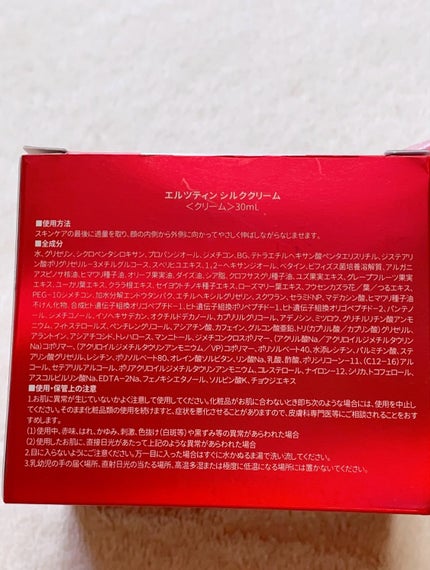 エルツティン シルククリーム
＜クリーム＞30mL
■使用方法
スキンケアの最後に適量を取り、顔の内側から外側に向かってやさしく伸ばしながらなじませます。
■全成分
水、グリセリン、シクロペンタシロキサン、プロパンジオール、ジメチコン、BG、テトラエチルヘキサン酸ペンタエリスリチル、ジステアリ
ン酸ポリグリセリル-3メチルグルコース、スベリヒユエキス、1,2-ヘキサンジオール、ベタイン、ビフィズス菌培養溶解質、アルガニ
アスピノサ核油、ヒマワリ種子油、オリーブ果実油、ダイズ油、シア脂、クロフサスグリ種子油、ユズ果実エキス、グレープフルーツ果実
エキス、ユーカリ葉エキス、クララ根エキス、セイヨウトチノキ種子エキス、ローズマリー葉エキス、フウセンカズラ花／葉／つるエキス、
PEG-10ジメチコン、加水分解エンドウタンパク、エチルヘキシルグリセリン、スクワラン、セラミドNP、マデカシン酸、ヒマワリ種子油
不けん化物、合成ヒト遺伝子組換オリゴペプチド-1、ヒト遺伝子組換オリゴペプチド-1、ヒト遺伝子組換ポリペプチド-1、パンテノ
ール、ジメチコノール、イソヘキサデカン、オクチルドデカノール、カプリリルグリコール、アデノシン、ミツロウ、グリチルリチン酸アンモ
ニウム、フィトステロールズ、ペンチレングリコール、アシアチン酸、カフェイン、グルコン酸亜鉛、トリ(カプリル酸／カプリン酸)グリセリル、
アラントイン、アシアチコシド、トレハロース、マンニトール、ジメチコンクロスポリマー、(アクリル酸Na／アクリロイルジメチルタウリン
Na)コポリマー、(アクリロイルジメチルタウリンアンモニウム／VP)コポリマー、ポリソルベート40、水添レシチン、パルミチン酸、ステ
アリン酸グリセリル、レシチン、ポリソルベート80、オレイン酸ソルビタン、リン酸Na、乳酸、酢酸、ポリシリコーン-11、(C12-16)アル
コール、セテアリルアルコール、ポリアクリロイルジメチルタウリンアンモニウム、コレステロール、ナイロン-12、シリカ、トコフェロール、
アスコルビルリン酸Na、EDTA-2Na、フェノキシエタノール、ソルビン酸K、チョウジエキス
■使用・保管上の注意
1.お肌に異常が生じていないかよく注意して使用してください。化粧品がお肌に合わないとき即ち次のような場合には、使用を中止し
てください。そのまま化粧品類の使用を続けますと、症状を悪化させることがありますので、皮膚科専門医等にご相談されることをおす
すめします。
(1)使用中、赤味、はれ、かゆみ、刺激、色抜け(白斑等)や黒ずみ等の異常があらわれた場合
(2)使用したお肌に、直接日光があたって上記のような異常があらわれた場合
2.目に入らないようにご注意ください。万一目に入った場合はすぐに水かぬるま湯で洗い流してください。
3.乳幼児の手の届く場所、直射日光の当たる場所、高温多湿または極度に低温になる場所には置かないでください。